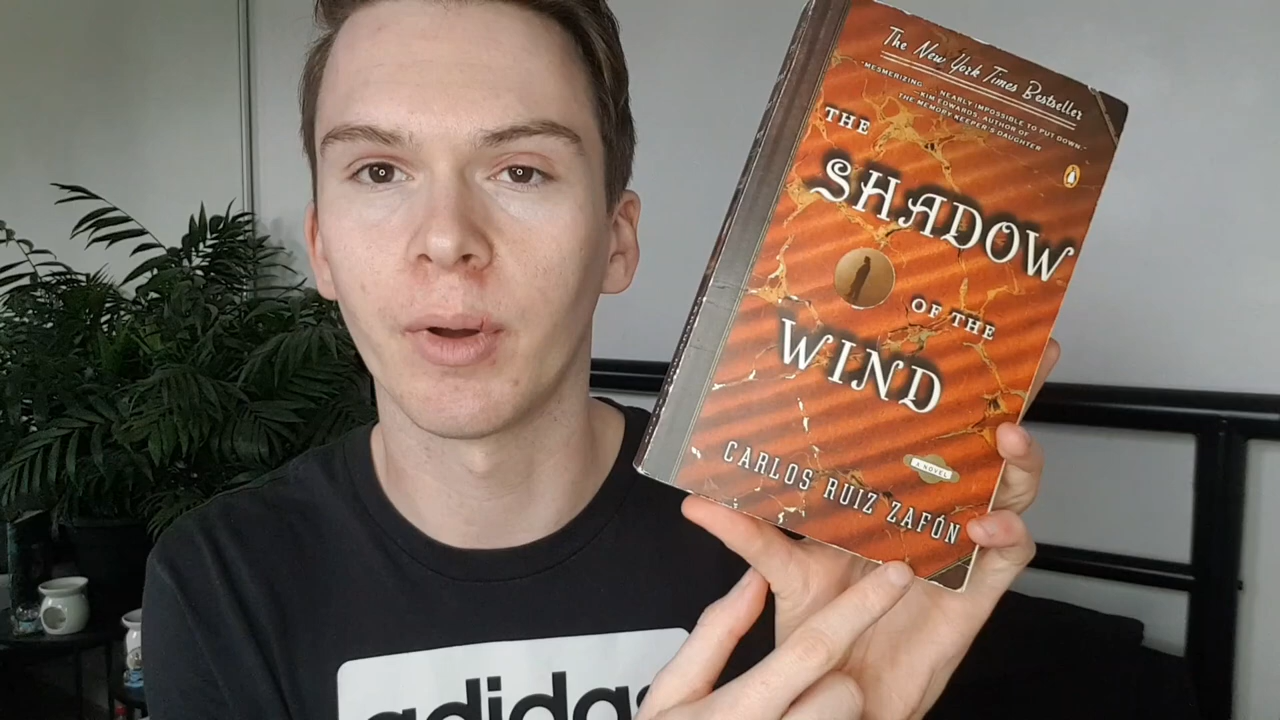 The New York Times Bestseller
"MESMERIZING... NEARLY IMPOSSIBLE TO PUT DOWN."
-KIM EDWARDS, AUTHOR OF
THE MEMORY KEEPER'S DAUGHTER
THE
SHADOW
OF THE
WIND
A NOVEL
CARLOS RUIZ ZAFÓN
adidas